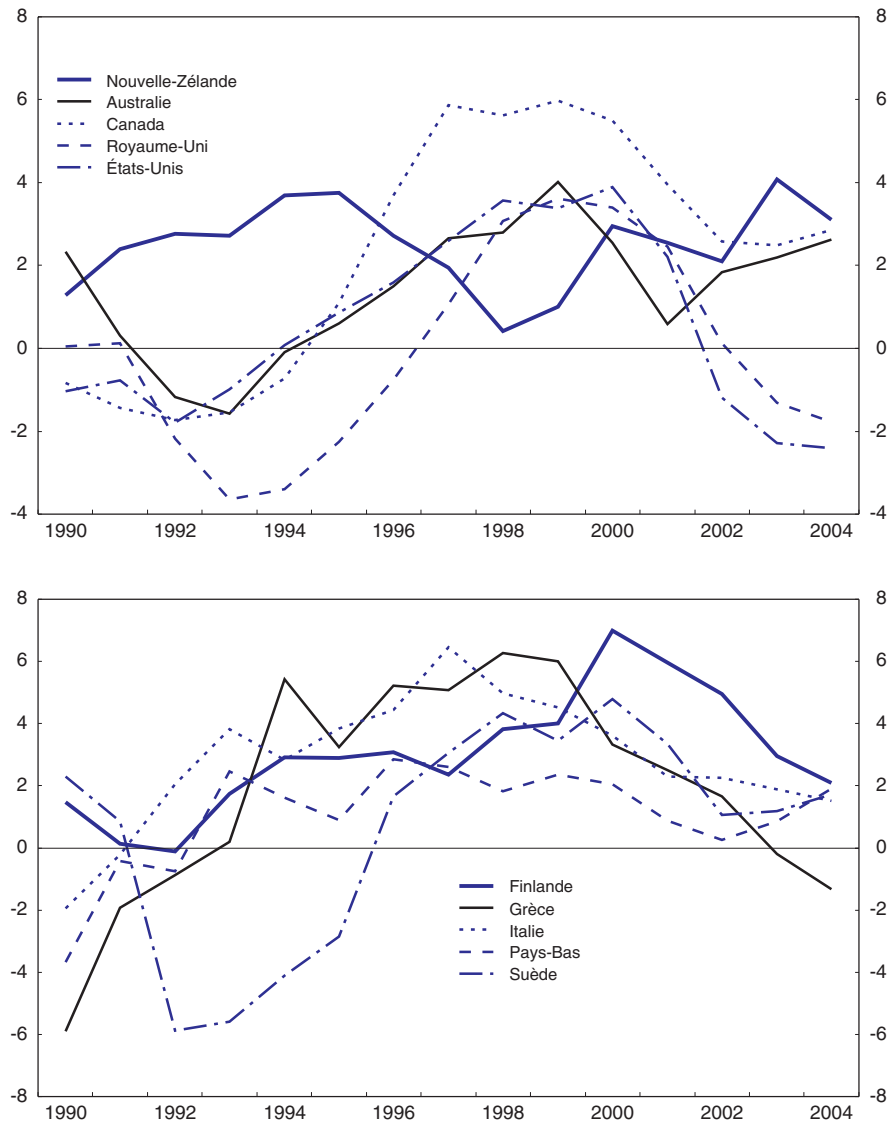 8 8
Nouvelle-Zélande
Australie
6 6
Canada
Royaume-Uni
États-Unis
4 4
2 2
0 0
-2 -2
-4 -4
1990 1992 1994 1996 1998 2000 2002 2004
8 8
6 6
4 4
2 2
0 0
Finlande
Grèce
-2 -2
Italie
Pays-Bas
-4 -4
Suède
-6 -6
-8 -8
1990 1992 1994 1996 1998 2000 2002 2004